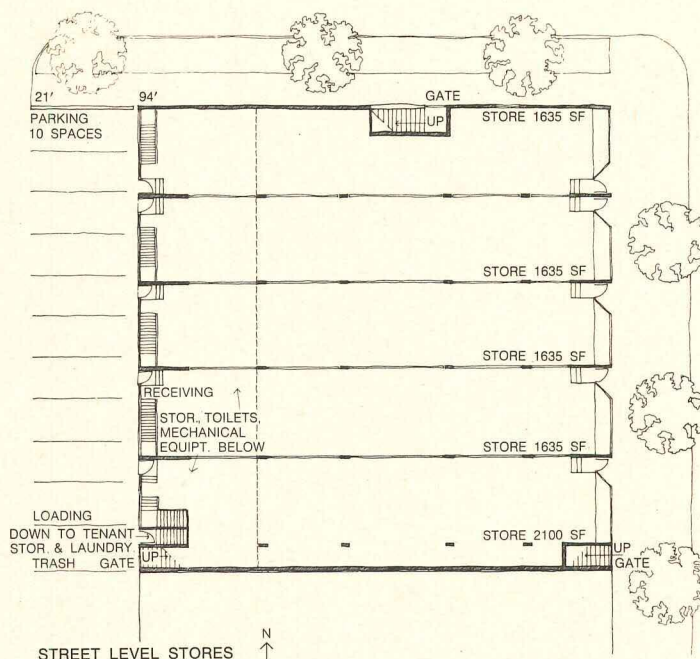 21'
94'
GATE
PARKING
10 SPACES
UP
STORE 1635 SF
STORE 1635 SF
STORE 1635 SF
RECEIVING
STOR., TOILETS,
MECHANICAL
EQUIPT. BELOW
STORE 1635 SF
LOADING
DOWN TO TENANT
STOR. & LAUNDRY.
TRASH GATE
UP
STORE 2100 SF
UP
GATE
STREET LEVEL STORES
N